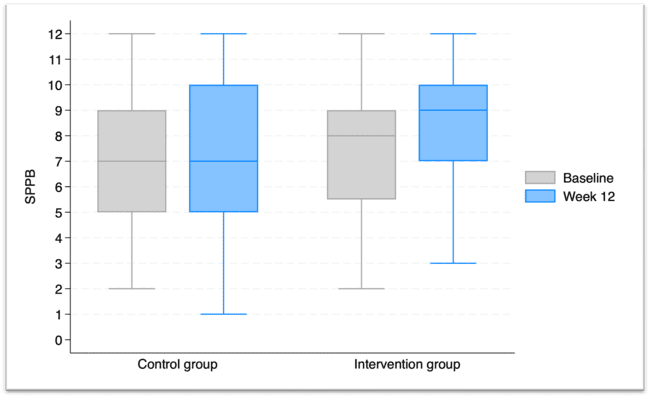 12
11
10
9
8
7
6
5
4
3
2
1
0
SPPB
Control group
Intervention group
Baseline
Week 12